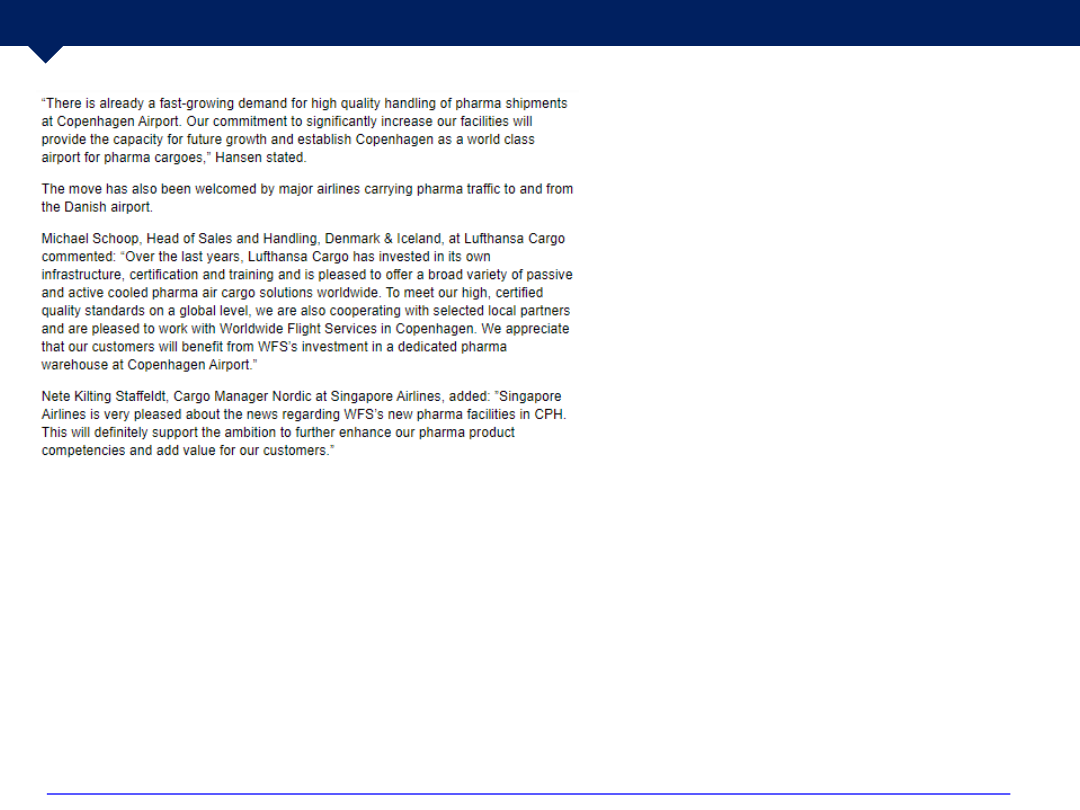 “There is already a fast-growing demand for high quality handling of pharma shipments
at Copenhagen Airport. Our commitment to significantly increase our facilities will
provide the capacity for future growth and establish Copenhagen as a world class
airport for pharma cargoes,” Hansen stated.
The move has also been welcomed by major airlines carrying pharma traffic to and from
the Danish airport.
Michael Schoop, Head of Sales and Handling, Denmark & Iceland, at Lufthansa Cargo
commented: “Over the last years, Lufthansa Cargo has invested in its own
infrastructure, certification and training and is pleased to offer a broad variety of passive
and active cooled pharma air cargo solutions worldwide. To meet our high, certified
quality standards on a global level, we are also cooperating with selected local partners
and are pleased to work with Worldwide Flight Services in Copenhagen. We appreciate
that our customers will benefit from WFS’s investment in a dedicated pharma
warehouse at Copenhagen Airport.”
Nete Kilting Staffeldt, Cargo Manager Nordic at Singapore Airlines, added: ”Singapore
Airlines is very pleased about the news regarding WFS’s new pharma facilities in CPH.
This will definitely support the ambition to further enhance our pharma product
competencies and add value for our customers.”